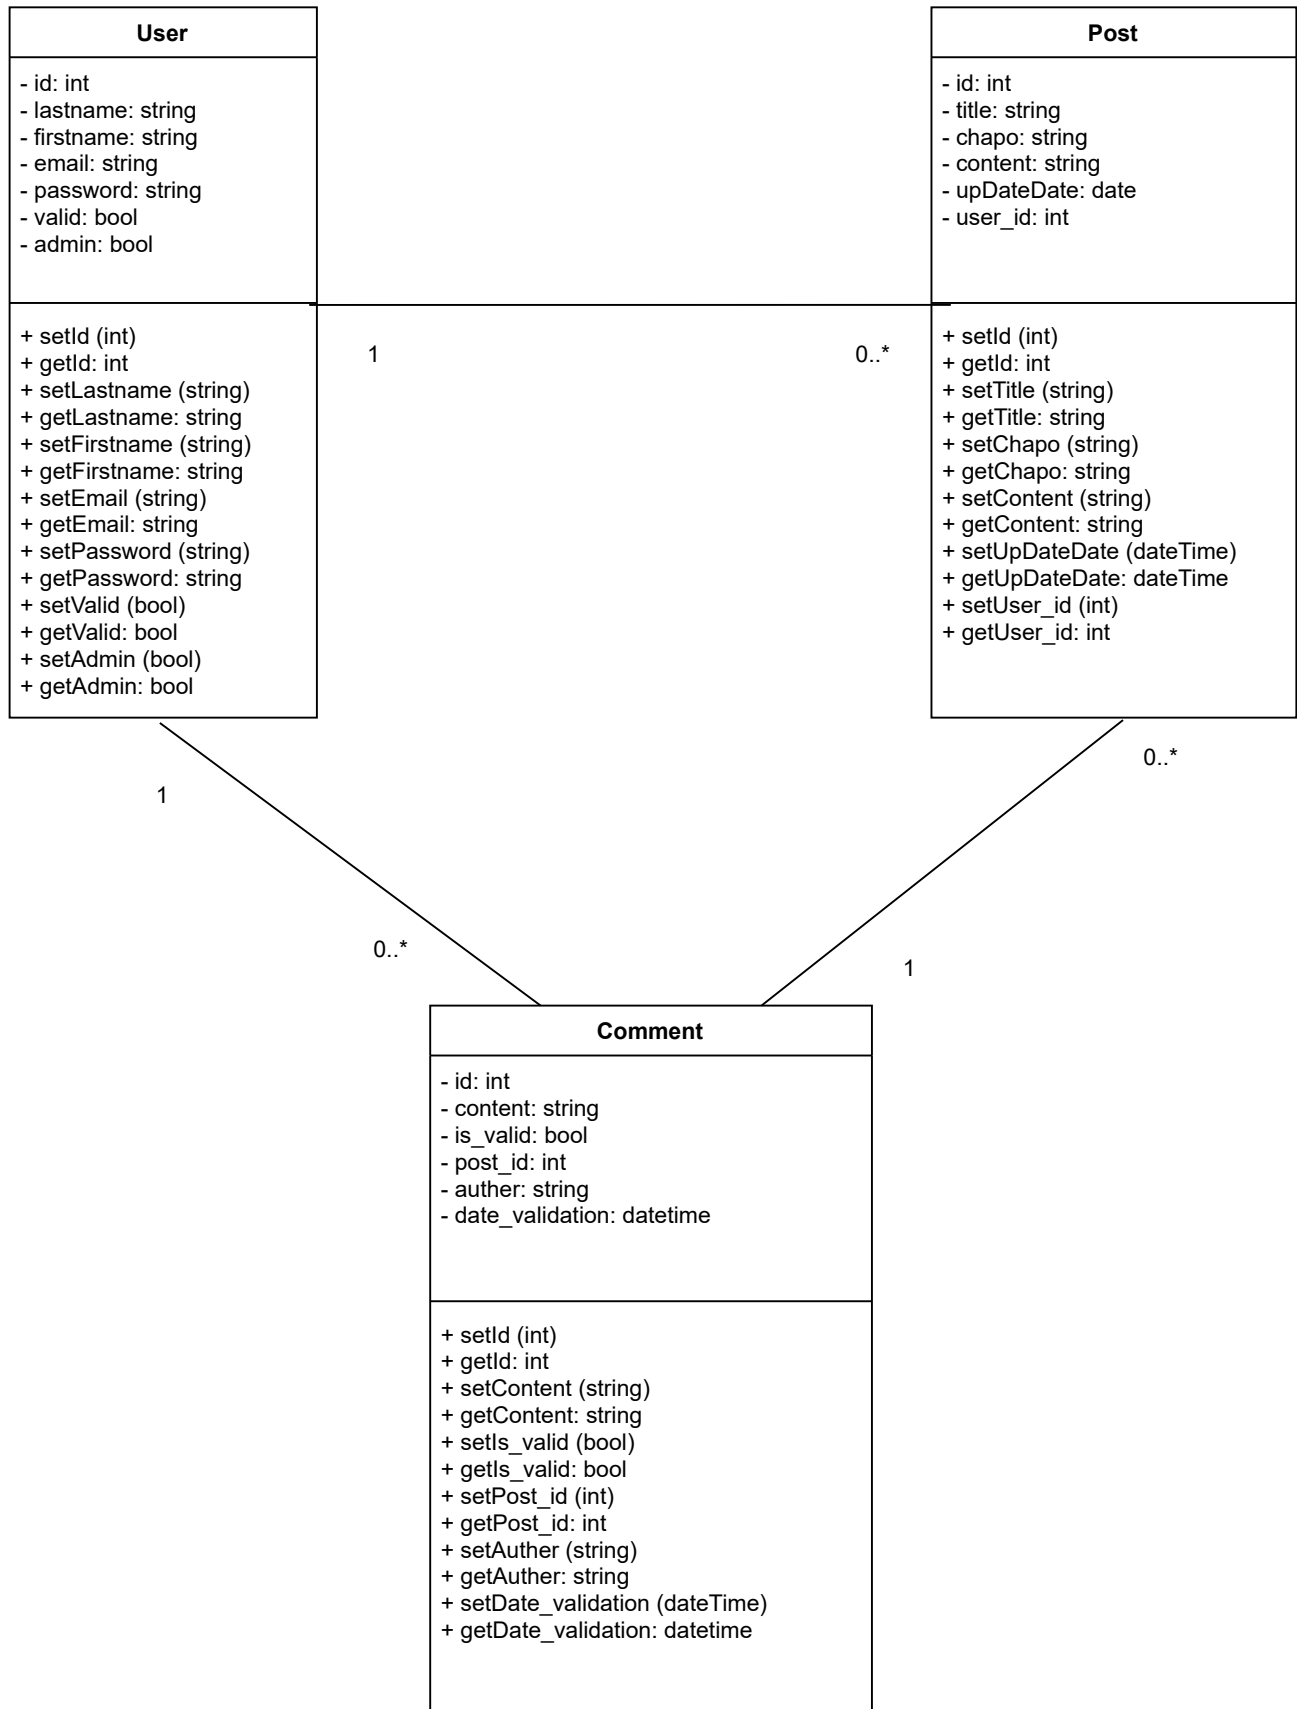 User
- id: int
- lastname: string
- firstname: string
- email: string
- password: string
- valid: bool
- admin: bool
+ setId (int)
+ getId: int
+ setLastname (string)
+ getLastname: string
+ setFirstname (string)
+ getFirstname: string
+ setEmail (string)
+ getEmail: string
+ setPassword (string)
+ getPassword: string
+ setValid (bool)
+ getValid: bool
+ setAdmin (bool)
+ getAdmin: bool
1
0..*
Post
- id: int
- title: string
- chapo: string
- content: string
- upDateDate: date
- user_id: int
+ setId (int)
+ getId: int
+ setTitle (string)
+ getTitle: string
+ setChapo (string)
+ getChapo: string
+ setContent (string)
+ getContent: string
+ setUpDateDate (dateTime)
+ getUpDateDate: dateTime
+ setUser_id (int)
+ getUser_id: int
0..*
1
0..*
1
Comment
- id: int
- content: string
- is_valid: bool
- post_id: int
- auther: string
- date_validation: datetime
+ setId (int)
+ getId: int
+ setContent (string)
+ getContent: string
+ setIs_valid (bool)
+ getIs_valid: bool
+ setPost_id (int)
+ getPost_id: int
+ setAuther (string)
+ getAuther: string
+ setDate_validation (dateTime)
+ getDate_validation: datetime